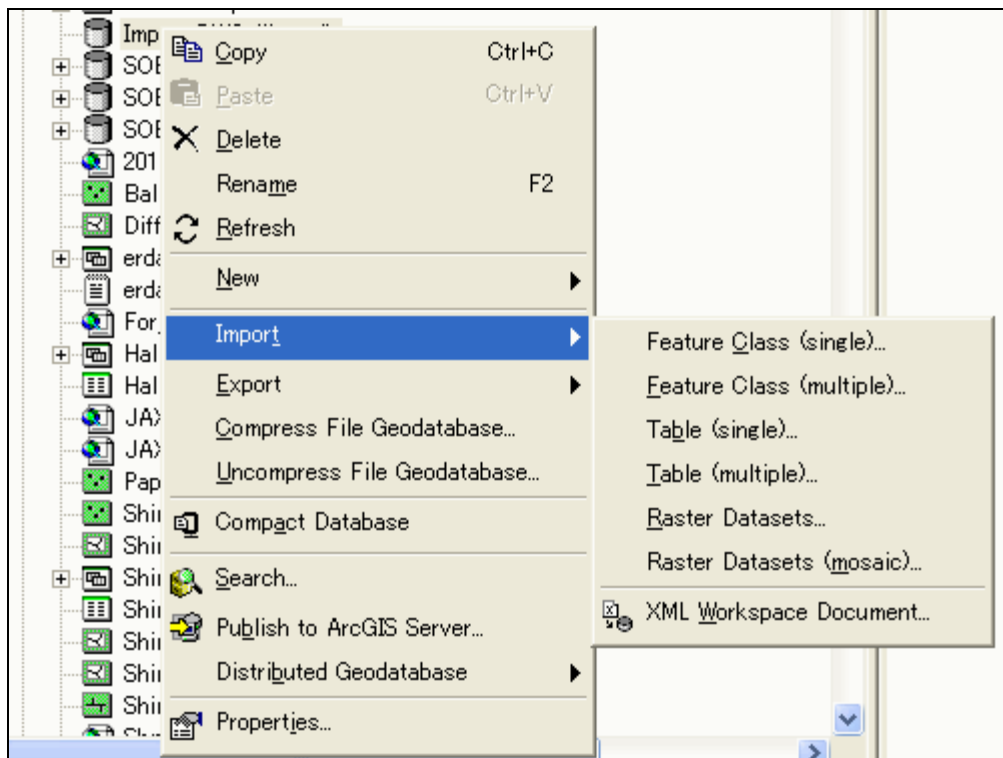 Imp
SOE
SOE
SOE
201
Bal
Diff
erda
erda
For_
Hal
Hal
JAX
JAX
Pap
Shir
Shir
Shir
Shir
Shir
Shir
Shir
Copy Ctrl+C
Paste Ctrl+V
Delete
Rename F2
Refresh
New
Import
Export
Compress File Geodatabase...
Uncompress File Geodatabase...
Compact Database
Search...
Publish to ArcGIS Server...
Distributed Geodatabase
Properties...
Feature Class (single)...
Feature Class (multiple)...
Table (single)...
Table (multiple)...
Raster Datasets...
Raster Datasets (mosaic)...
XML Workspace Document...